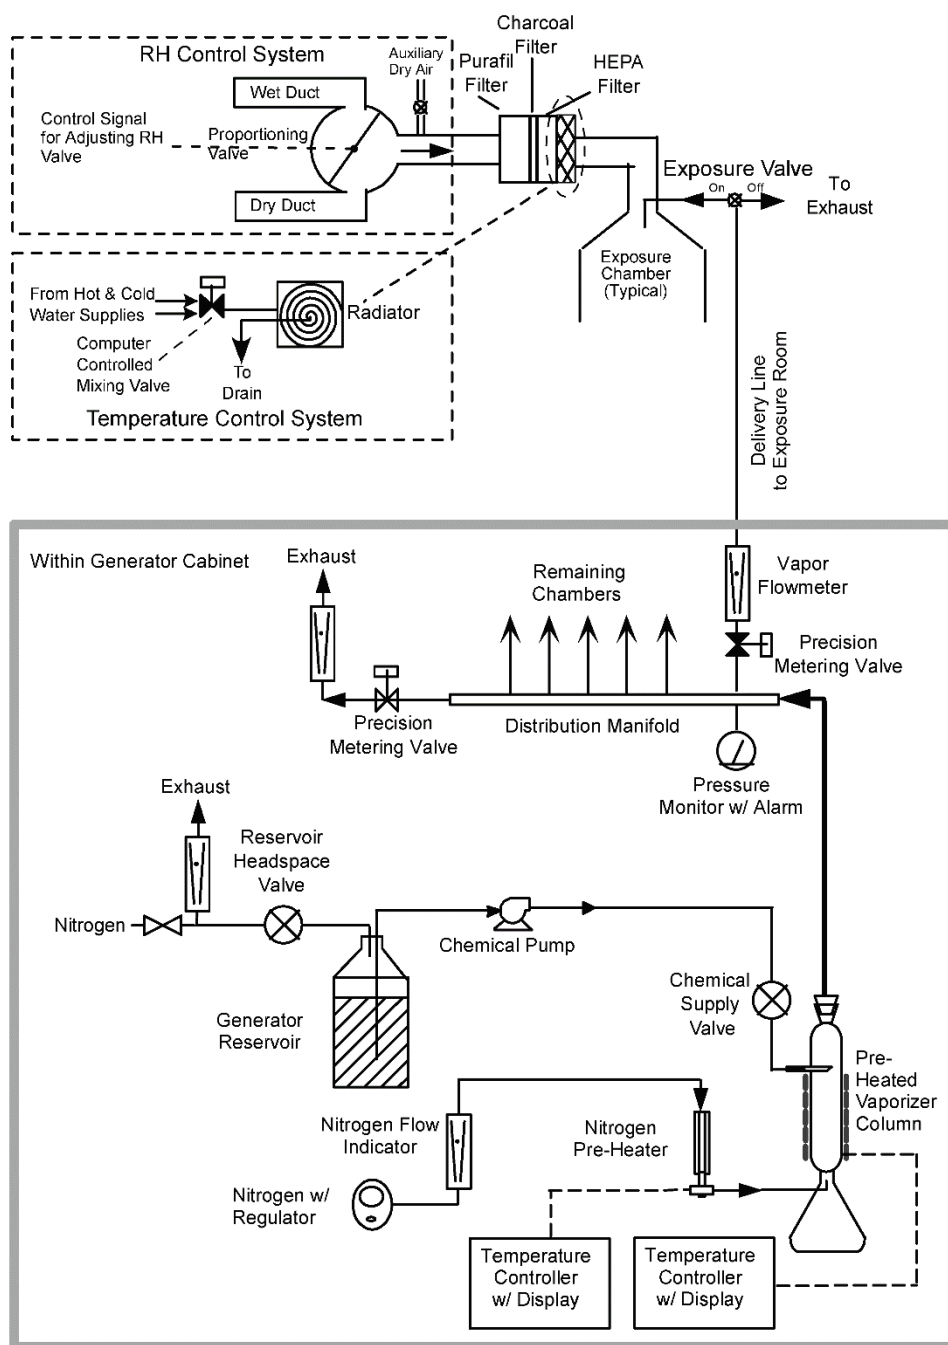 RH Control System
Wet Duct
Control Signal
for Adjusting RH
Valve
Proportioning
Valve
Dry Duct
Auxiliary
Dry Air
Purafil
Filter
Charcoal
Filter
HEPA
Filter
Exposure Valve
On
Off
To
Exhaust
Exposure
Chamber
(Typical)
From Hot & Cold
Water Supplies
Radiator
Computer
Controlled
Mixing Valve
To
Drain
Temperature Control System
Delivery Line
to Exposure Room
Within Generator Cabinet
Exhaust
Remaining
Chambers
Vapor
Flowmeter
Precision
Metering Valve
Precision
Metering Valve
Distribution Manifold
Pressure
Monitor w/ Alarm
Exhaust
Reservoir
Headspace
Valve
Nitrogen
Chemical Pump
Generator
Reservoir
Chemical
Supply
Valve
Pre-
Heated
Vaporizer
Column
Nitrogen Flow
Indicator
Nitrogen
Pre-Heater
Nitrogen w/
Regulator
Temperature
Controller
w/ Display
Temperature
Controller
w/ Display